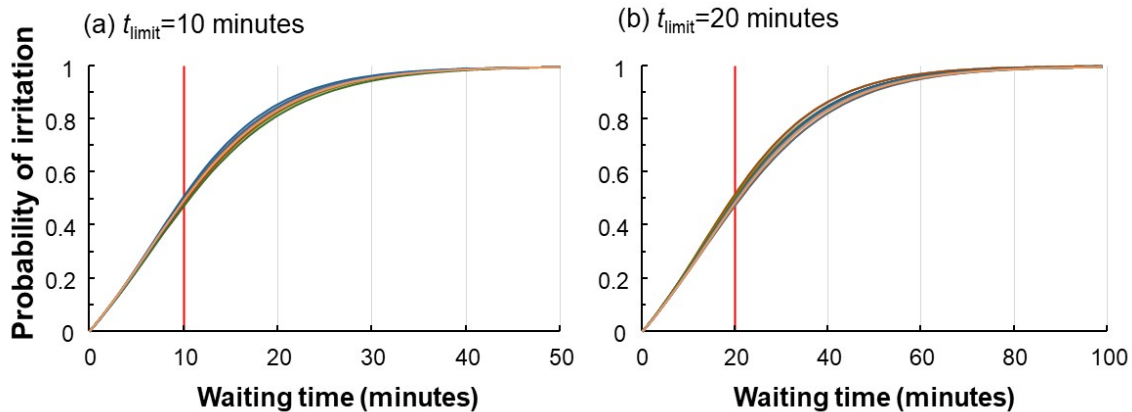 (a) tlimit=10 minutes
Probability of irritation
1
0.8
0.6
0.4
0.2
0
0 10 20 30 40 50
Waiting time (minutes)
(b) tlimit=20 minutes
1
0.8
0.6
0.4
0.2
0
0 20 40 60 80 100
Waiting time (minutes)